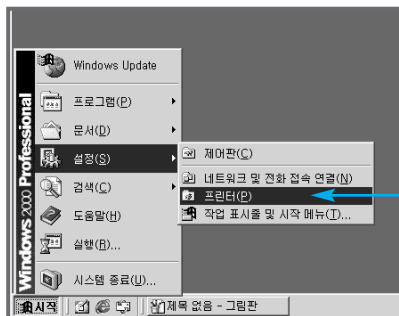 Windows Update
프로그램(P)
문서(D)
설정(S)
검색(C)
도움말(H)
실행(R)...
시스템 종료(U)...
Windows 2000 Professional
제어판(C)
네트워크 및 전화 접속 연결(N)
프린터(P)
작업 표시줄 및 시작 메뉴(T)...
시작
제목 없음 - 그림판